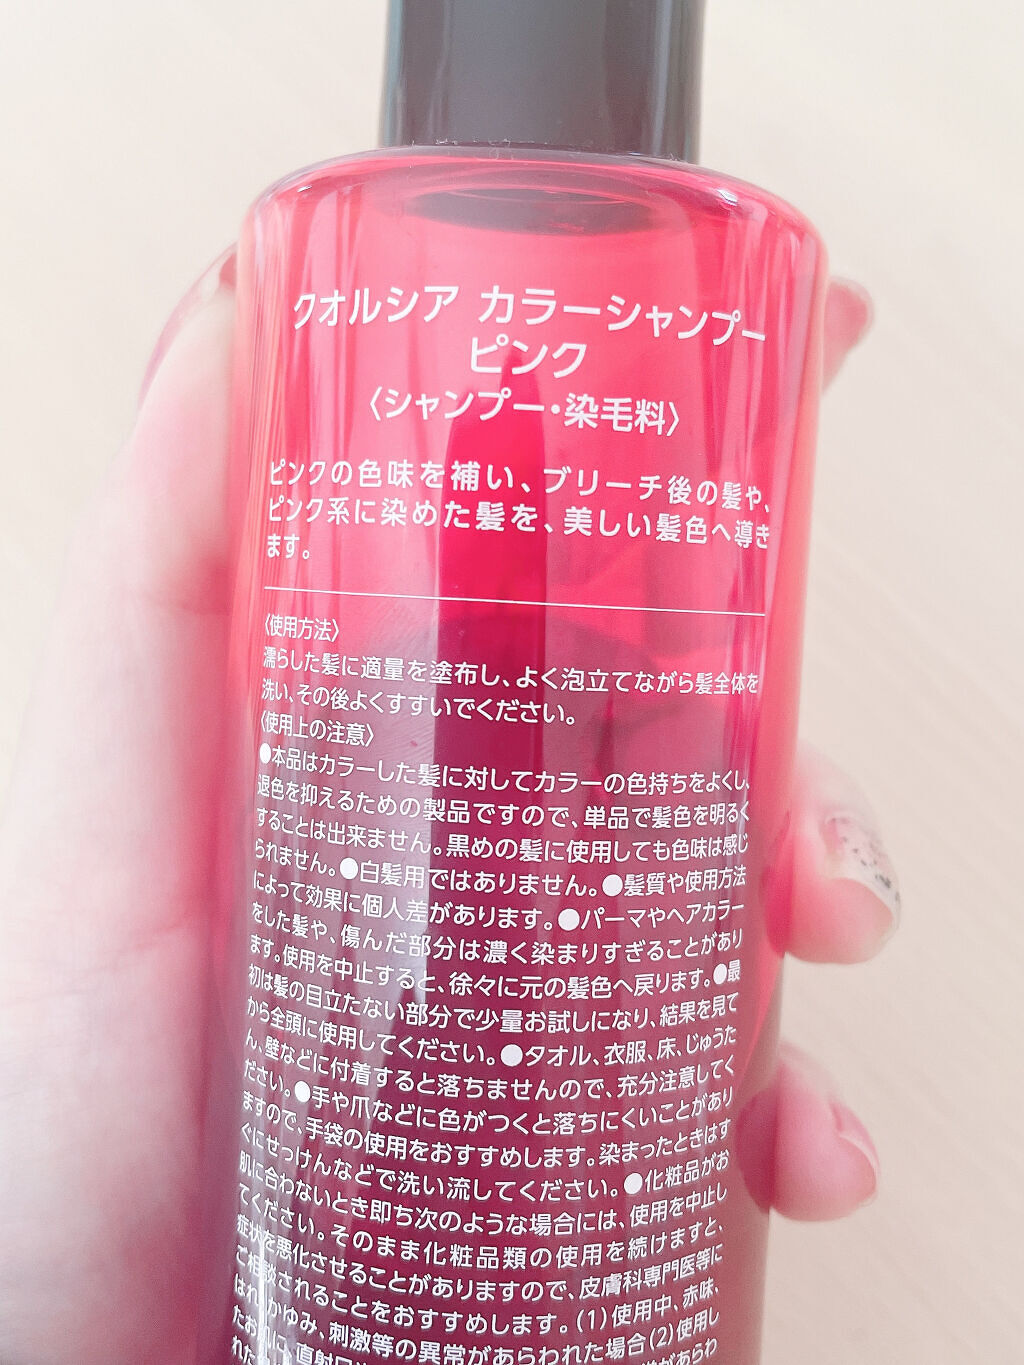 クオルシア カラーシャンプー
ピンク
〈シャンプー・染毛料〉
ピンクの色味を補い、ブリーチ後の髪や、
ピンク系に染めた髪を、美しい髪色へ導き
ます。
〈使用方法〉
濡らした髪に適量を塗布し、よく泡立てながら髪全体を
洗い、その後よくすすいでください。
〈使用上の注意〉
●本品はカラーした髪に対してカラーの色持ちをよくし、
退色を抑えるための製品ですので、単品で髪色を明るく
することは出来ません。黒めの髪に使用しても色味は感じ
られません。●白髪用ではありません。●髪質や使用方法
によって効果に個人差があります。●パーマやヘアカラー
をした髪や、傷んだ部分は濃く染まりすぎることがあり
ます。使用を中止すると、徐々に元の髪色へ戻ります。●最
初は髪の目立たない部分で少量お試しになり、結果を見て
から全頭に使用してください。●タオル、衣服、床、じゅうた
ん、壁などに付着すると落ちませんので、充分注意してく
ださい。●手や爪などに色がつくと落ちにくいことがあり
ますので、手袋の使用をおすすめします。染まったときはす
ぐにせっけんなどで洗い流してください。●化粧品がお
肌に合わないとき即ち次のような場合には、使用を中止し
てください。そのまま化粧品類の使用を続けますと、
症状を悪化させることがありますので、皮膚科専門医等に
ご相談されることをおすすめします。(1)使用中、赤味、
はれ、かゆみ、刺激等の異常があらわれた場合(2)使用し
たお肌に、直射日光